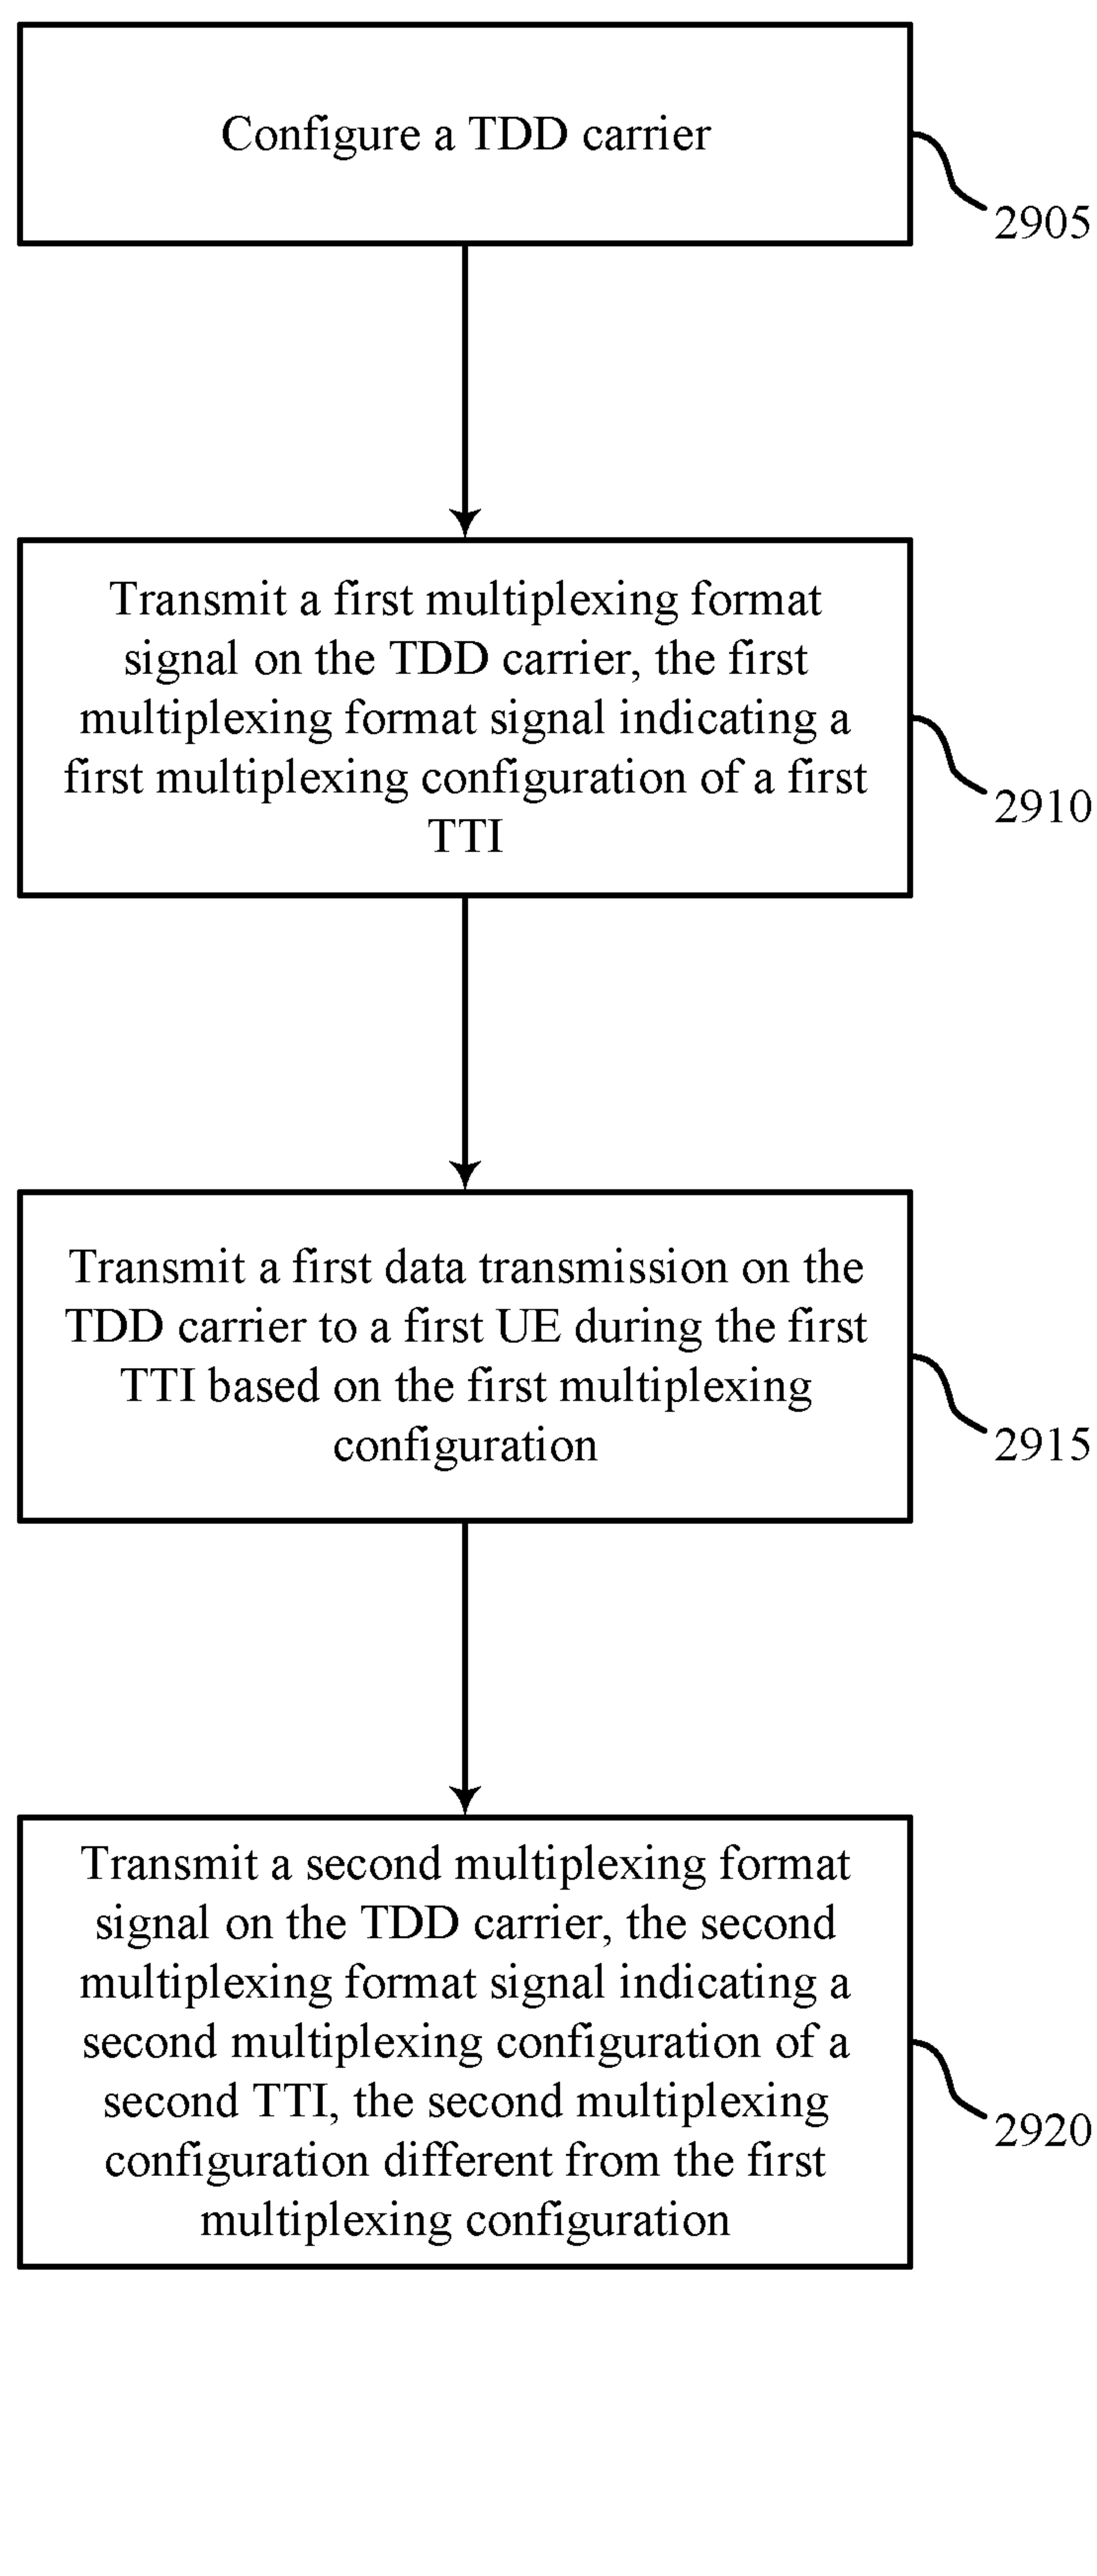 Configure a TDD carrier
2905
Transmit a first multiplexing format
signal on the TDD carrier, the first
multiplexing format signal indicating a
first multiplexing configuration of a first
TTI
2910
Transmit a first data transmission on the
TDD carrier to a first UE during the first
TTI based on the first multiplexing
configuration
2915
Transmit a second multiplexing format
signal on the TDD carrier, the second
multiplexing format signal indicating a
second multiplexing configuration of a
second TTI, the second multiplexing
configuration different from the first
multiplexing configuration
2920